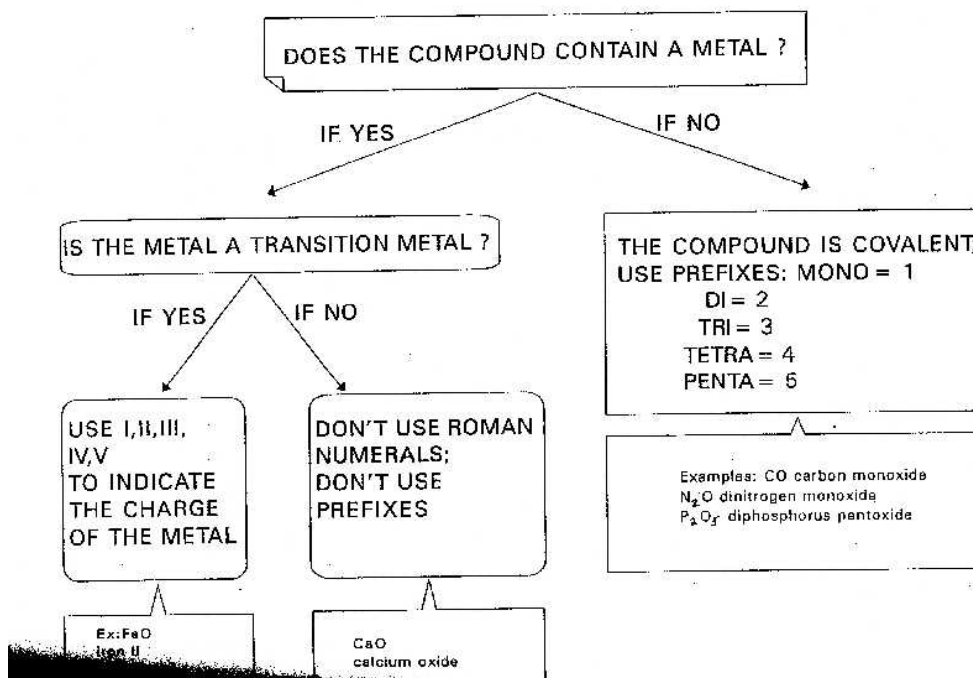 DOES THE COMPOUND CONTAIN A METAL ?
IF YES
IF NO
IS THE METAL A TRANSITION METAL ?
IF YES
IF NO
USE I,II,III,
IV,V
TO INDICATE
THE CHARGE
OF THE METAL
Ex:FeO
Iron II
DON'T USE ROMAN
NUMERALS;
DON'T USE
PREFIXES
CaO
calcium oxide
THE COMPOUND IS COVALENT,
USE PREFIXES: MONO = 1
DI = 2
TRI = 3
TETRA = 4
PENTA = 5
Examples: CO carbon monoxide
N₂O dinitrogen monoxide
P₂O₅ diphosphorus pentoxide